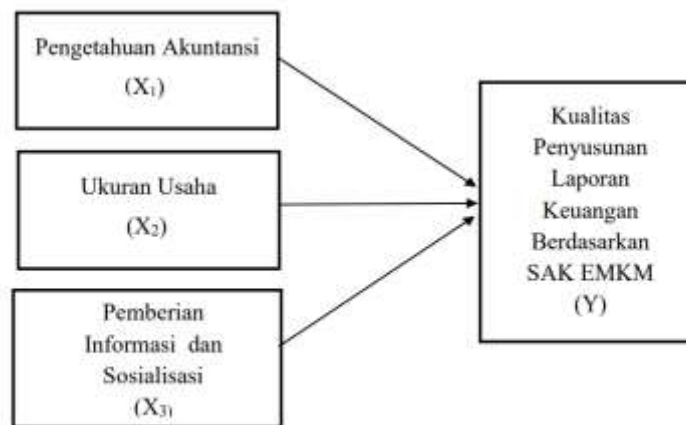 Pengetahuan Akuntansi
(X1)
Ukuran Usaha
(X2)
Pemberian
Informasi dan
Sosialisasi
(X3)
Kualitas
Penyusunan
Laporan
Keuangan
Berdasarkan
SAK EMKM
(Y)